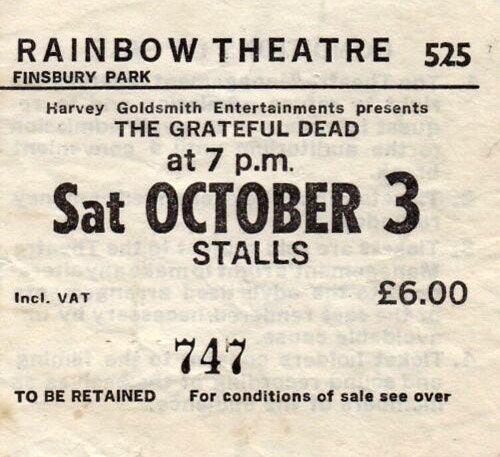 RAINBOW THEATRE 525
FINSBURY PARK
Harvey Goldsmith Entertainments presents
THE GRATEFUL DEAD
at 7 p.m.
Sat OCTOBER 3
STALLS
Incl. VAT £6.00
747
TO BE RETAINED For conditions of sale see over